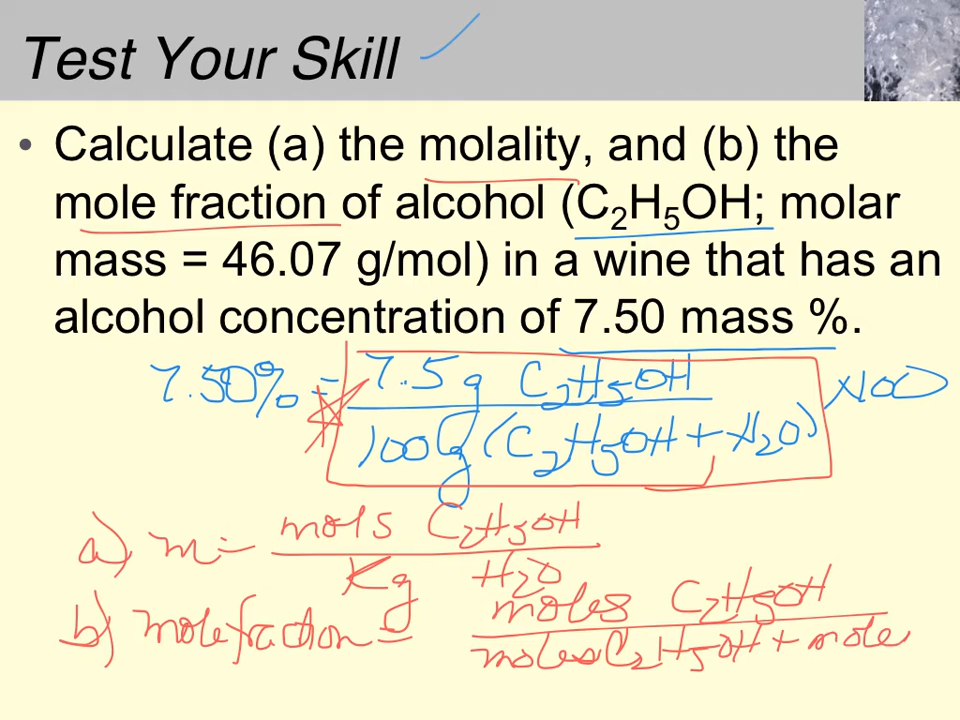 Test Your Skill
• Calculate (a) the molality, and (b) the
mole fraction of alcohol (C₂H₅OH; molar
mass = 46.07 g/mol) in a wine that has an
alcohol concentration of 7.50 mass %.
7.50% = 7.5 g C₂H₅OH
100g (C₂H₅OH + H₂O) x100
a) m = mols C₂H₅OH
Kg H₂O
b) mole fraction = moles C₂H₅OH
moles C₂H₅OH + mole